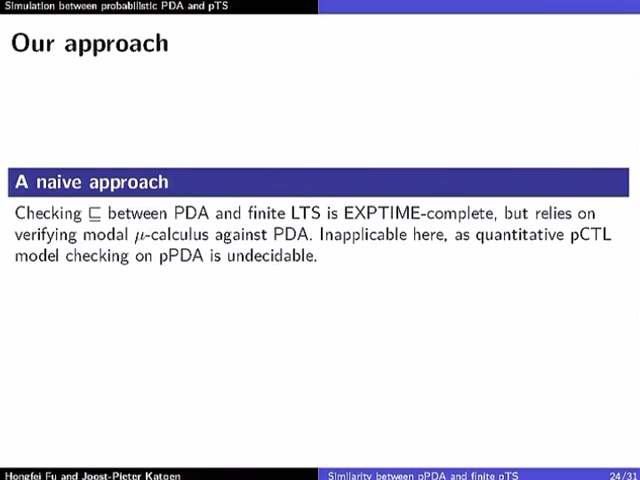 Simulation between probabilistic PDA and pTS
Our approach
A naive approach
Checking ⊑ between PDA and finite LTS is EXPTIME-complete, but relies on
verifying modal μ-calculus against PDA. Inapplicable here, as quantitative pCTL
model checking on pPDA is undecidable.
Hongfei Fu and Joost-Pieter Katoen
Similarity between pPDA and finite pTS
24/31